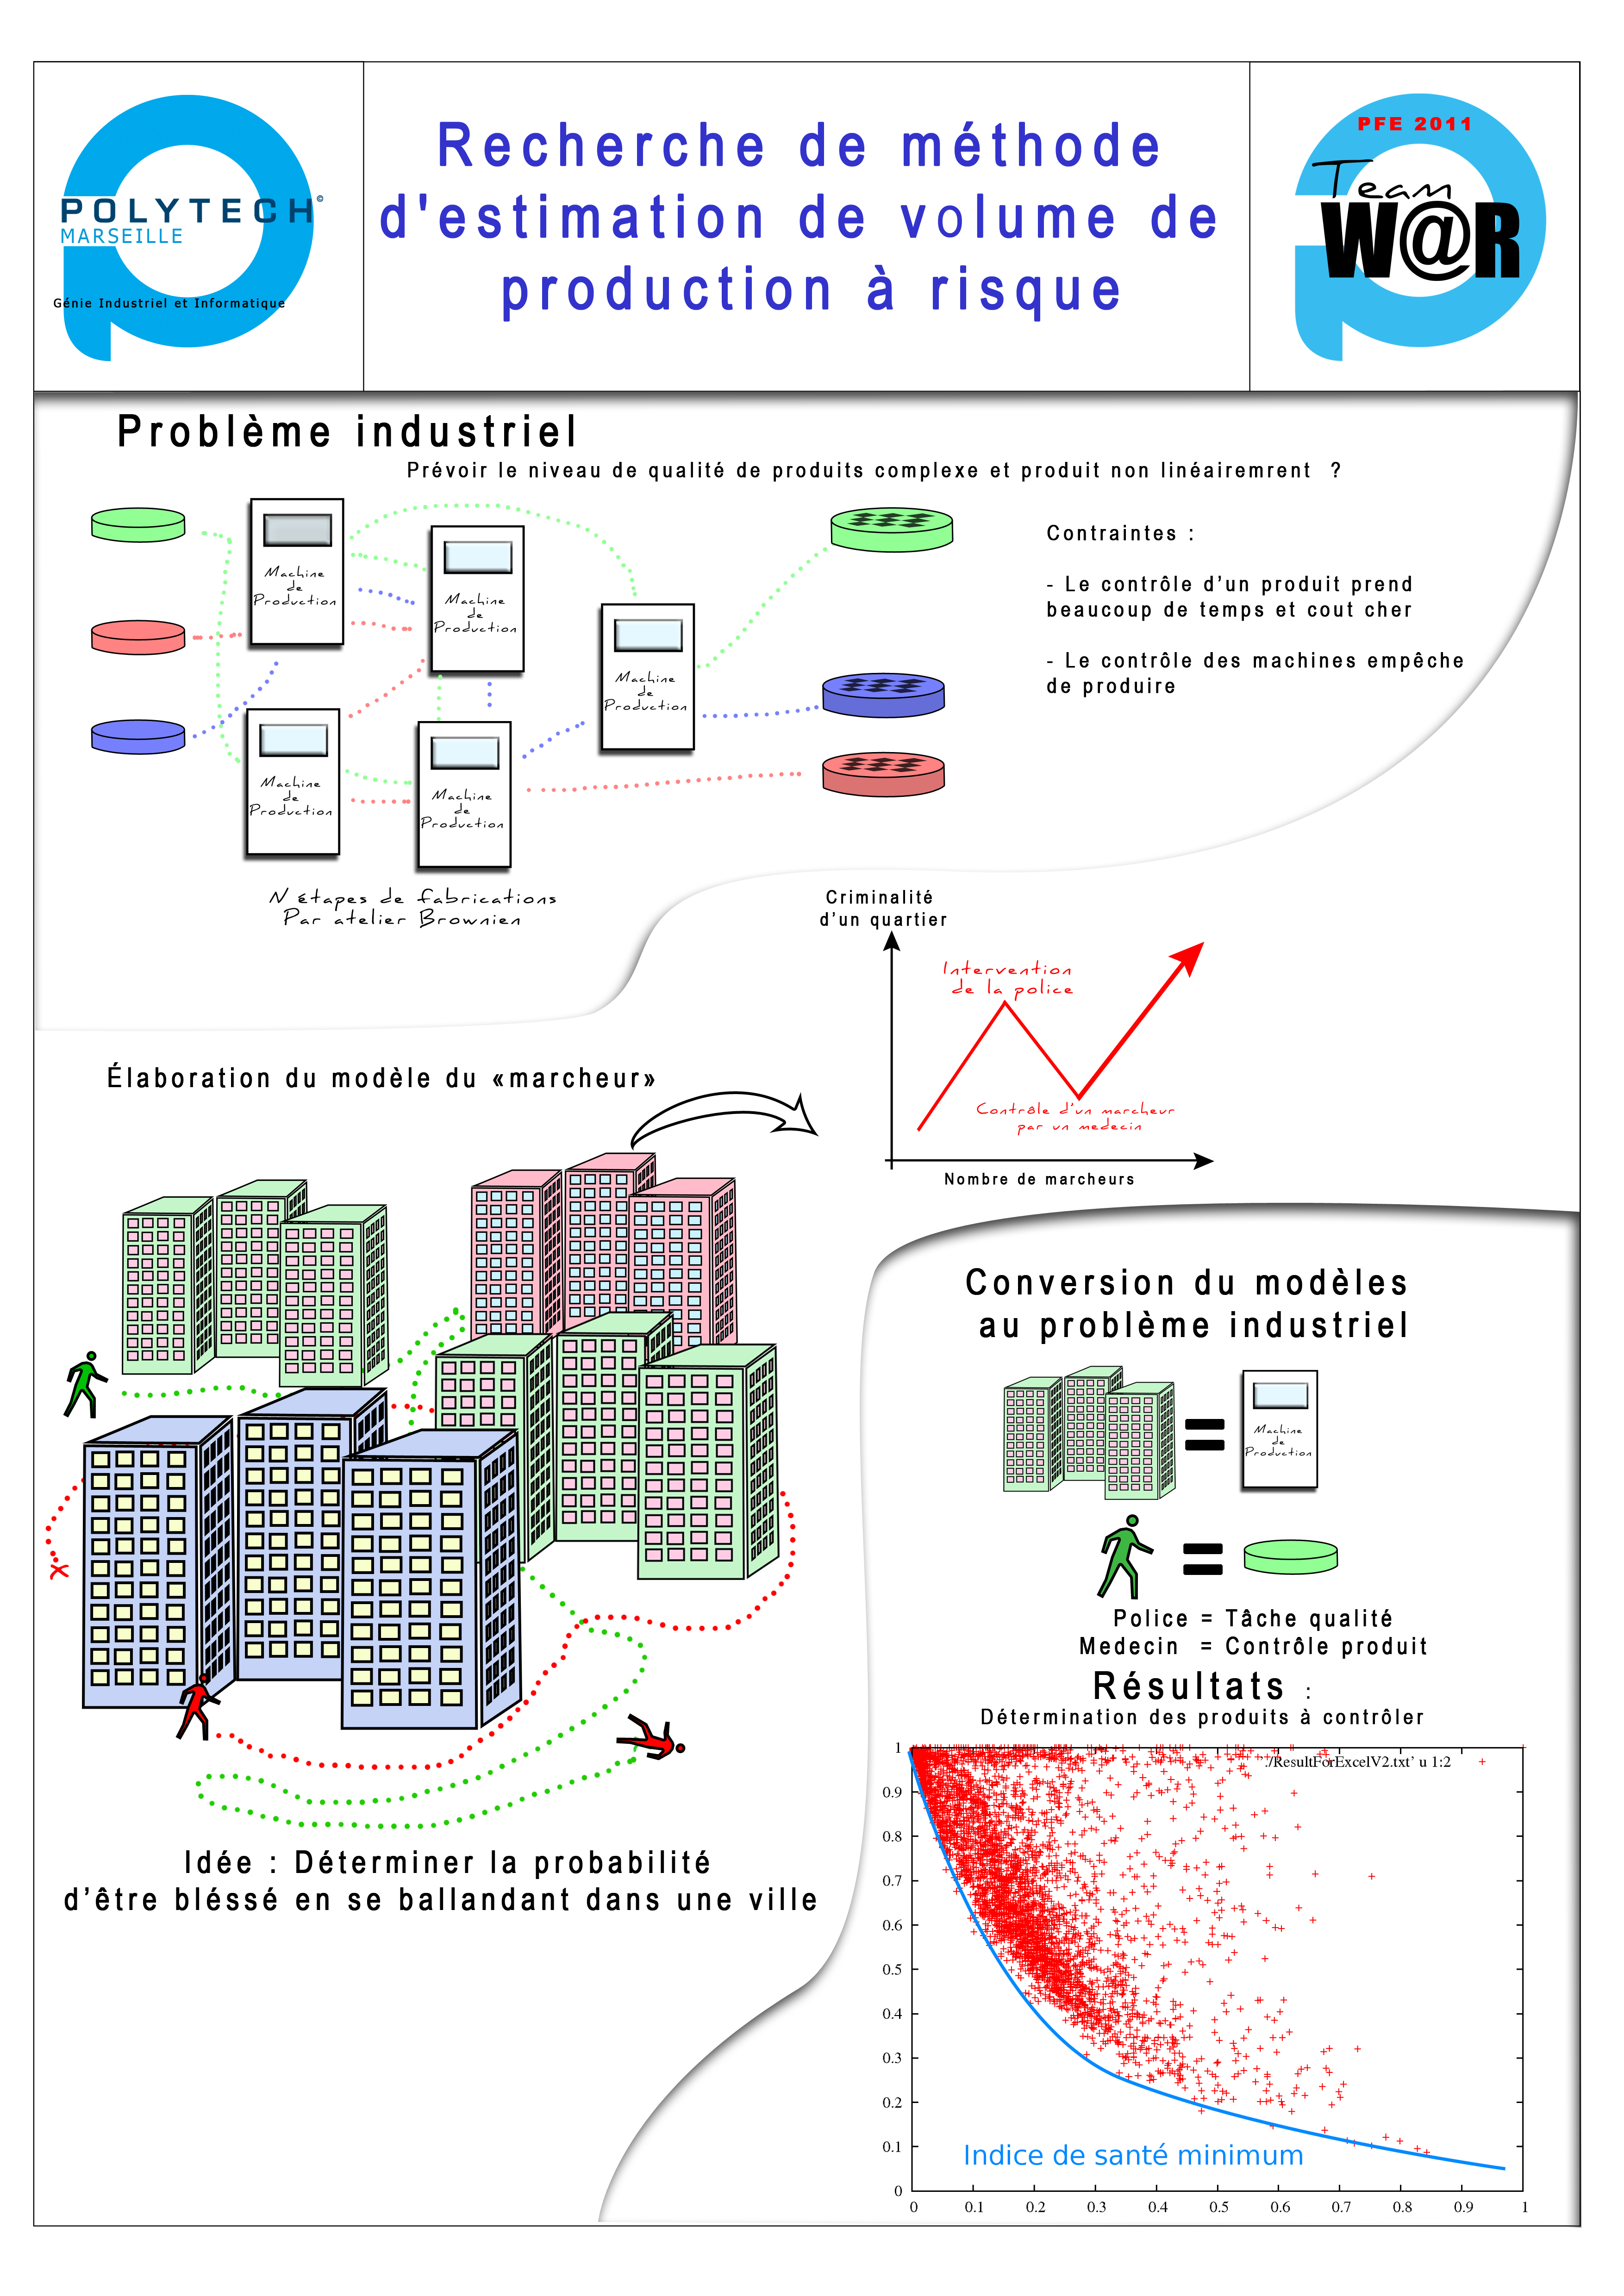 POLYTECH©
MARSEILLE
Génie Industriel et Informatique
Recherche de méthode
d'estimation de volume de
production à risque
PFE 2011
Team
W@R
Problème industriel
Prévoir le niveau de qualité de produits complexe et produit non linéairemrent ?
Machine
de
Production
Machine
de
Production
Machine
de
Production
Machine
de
Production
Machine
de
Production
N étapes de fabrications
Par atelier Brownien
Contraintes :
- Le contrôle d'un produit prend
beaucoup de temps et cout cher
- Le contrôle des machines empêche
de produire
Criminalité
d'un quartier
Intervention
de la police
Contrôle d'un marcheur
par un medecin
Nombre de marcheurs
Élaboration du modèle du «marcheur»
Idée : Déterminer la probabilité
d'être bléssé en se ballandant dans une ville
Conversion du modèles
au problème industriel
Machine
de
Production
Police = Tâche qualité
Medecin = Contrôle produit
Résultats :
Détermination des produits à contrôler
'./ResultForExcelV2.txt' u 1:2
1
0.9
0.8
0.7
0.6
0.5
0.4
0.3
0.2
0.1
0
Indice de santé minimum
0 0.1 0.2 0.3 0.4 0.5 0.6 0.7 0.8 0.9 1